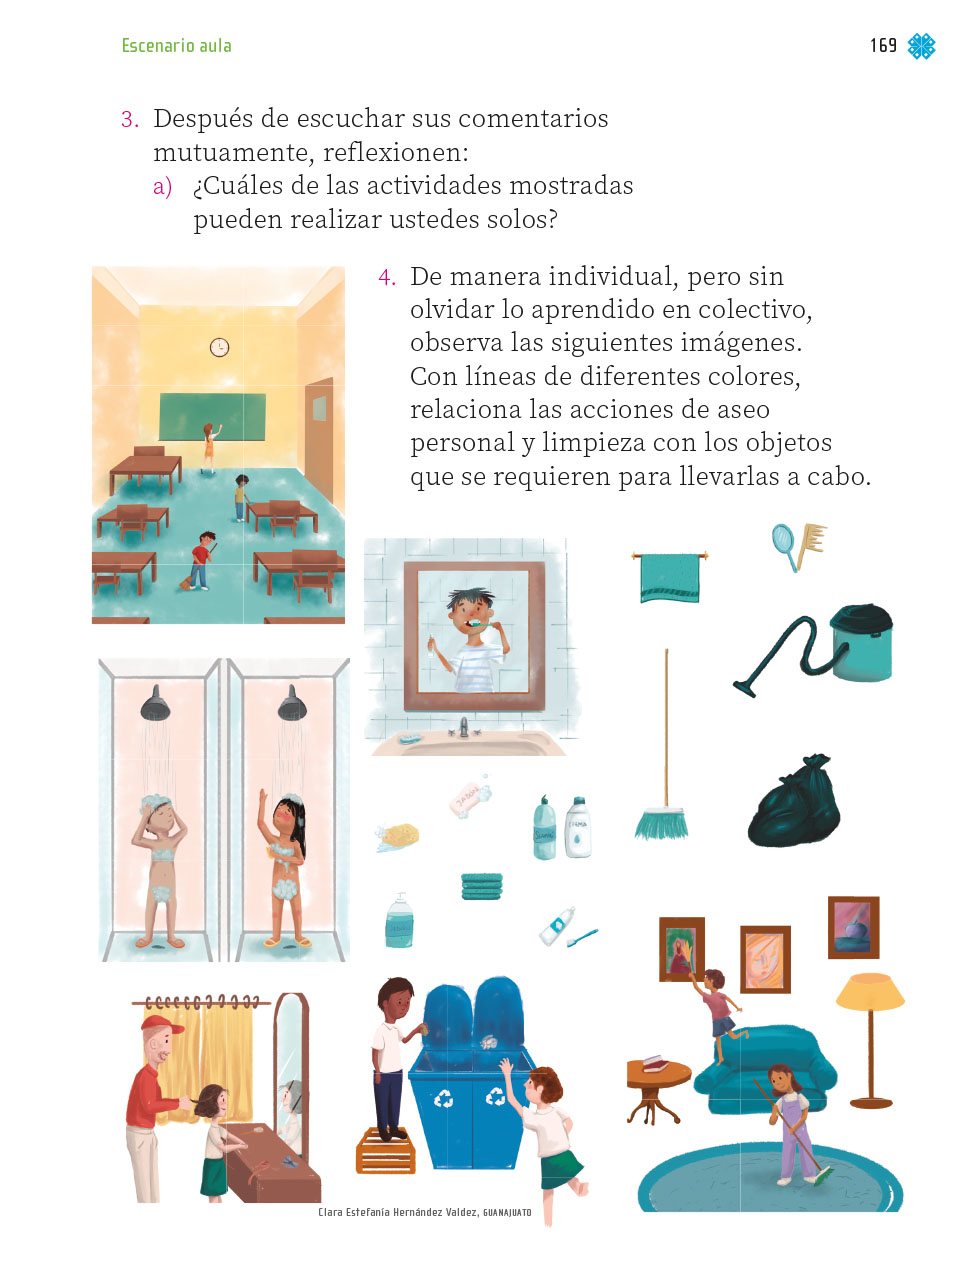 Escenario aula
169
3. Después de escuchar sus comentarios
mutuamente, reflexionen:
a) ¿Cuáles de las actividades mostradas
pueden realizar ustedes solos?
4. De manera individual, pero sin
olvidar lo aprendido en colectivo,
observa las siguientes imágenes.
Con líneas de diferentes colores,
relaciona las acciones de aseo
personal y limpieza con los objetos
que se requieren para llevarlas a cabo.
JABÓN
Clara Estefanía Hernández Valdez, GUANAJUATO